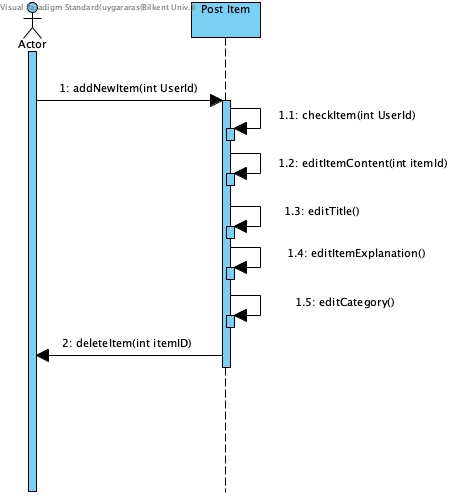 Visual Paradigm Standard(uygararas(Bilkent Univ.))
Post Item
Actor
1: addNewItem(int UserId)
1.1: checkItem(int UserId)
1.2: editItemContent(int itemId)
1.3: editTitle()
1.4: editItemExplanation()
1.5: editCategory()
2: deleteItem(int itemID)